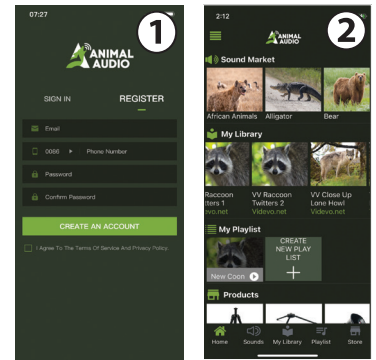 07:27
1
ANIMAL
AUDIO
SIGN IN
REGISTER
Email
0086
Phone Number
Password
Confirm Password
CREATE AN ACCOUNT
I Agree To The Terms Of Service And Privacy Policy
2:12
2
ANIMAL
AUDIO
Sound Market
African Animals
Alligator
Bear
My Library
Raccoon
tters 1
evo.net
VV Raccoon
Twitters 2
Videvo.net
VV Close Up
Lone Howl
Videvo.net
My Playlist
New Coon
CREATE
NEW PLAY
LIST
Products
Home
Sounds
My Library
Playlist
Store